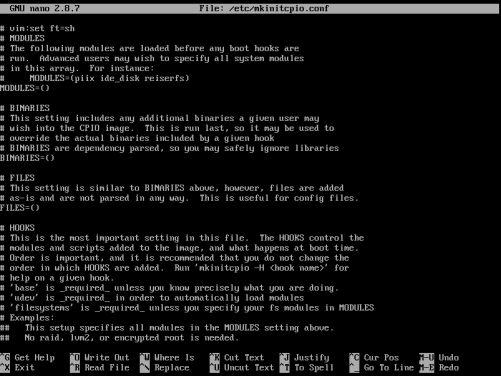 GNU nano 2.8.7 File: /etc/mkinitcpio.conf
# vim:set ft=sh
# MODULES
# The following modules are loaded before any boot hooks are
# run.  Advanced users may wish to specify all system modules
# in this array.  For instance:
#     MODULES=(piix ide_disk reiserfs)
MODULES=()
# BINARIES
# This setting includes any additional binaries a given user may
# wish into the CPIO image.  This is run last, so it may be used to
# override the actual binaries included by a given hook
# BINARIES are dependency parsed, so you may safely ignore libraries
BINARIES=()
# FILES
# This setting is similar to BINARIES above, however, files are added
# as-is and are not parsed in any way.  This is useful for config files.
FILES=()
# HOOKS
# This is the most important setting in this file.  The HOOKS control the
# modules and scripts added to the image, and what happens at boot time.
# Order is important, and it is recommended that you do not change the
# order in which HOOKS are added.  Run 'mkinitcpio -H <hook name>' for
# help on a given hook.
# 'base' is _required_ unless you know precisely what you are doing.
# 'udev' is _required_ in order to automatically load modules
# 'filesystems' is _required_ unless you specify your fs modules in MODULES
# Examples:
##   This setup specifies all modules in the MODULES setting above.
##   No raid, lvm2, or encrypted root is needed.
^G Get Help ^O Write Out ^W Where Is ^K Cut Text ^J Justify ^C Cur Pos M-U Undo
^X Exit ^R Read File ^\ Replace ^U Uncut Text ^T To Spell ^_ Go To Line M-E Redo